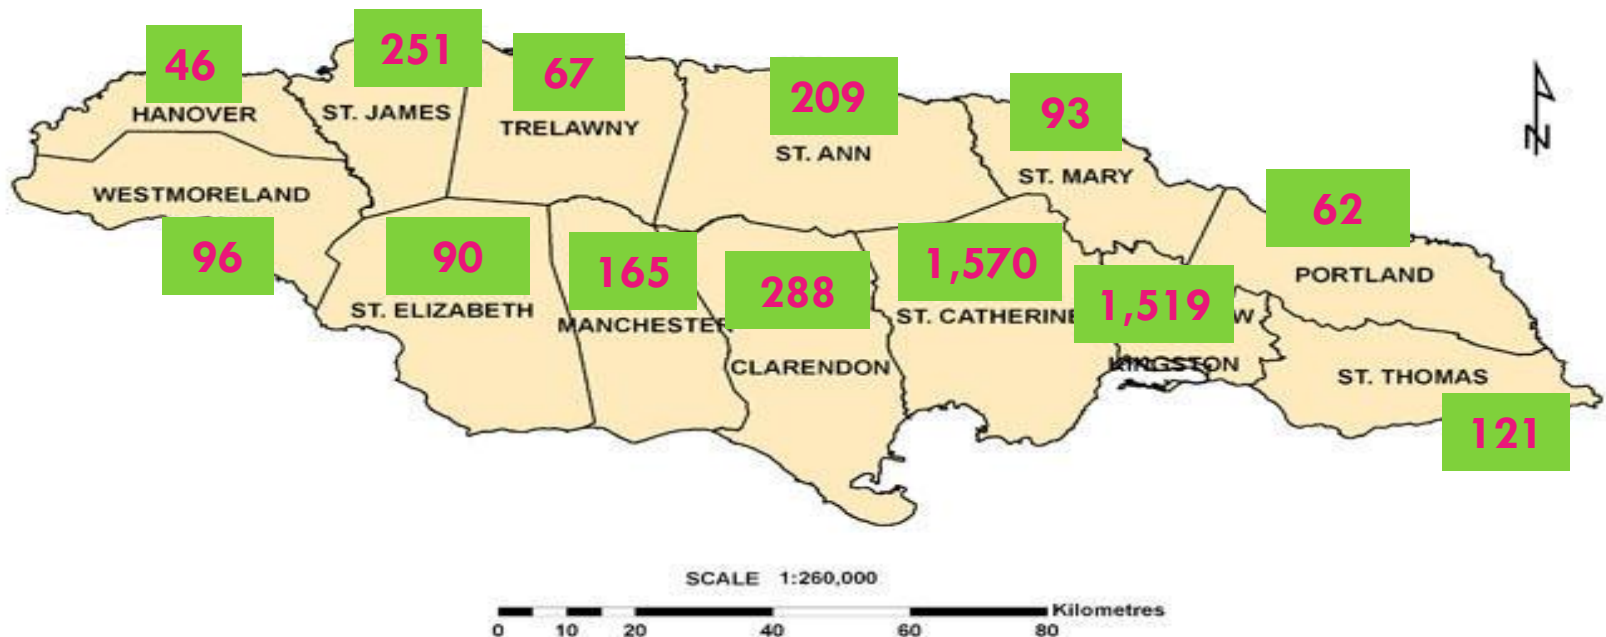 46
251
67
209
93
HANOVER
ST. JAMES
TRELAWNY
ST. ANN
ST. MARY
62
WESTMORELAND
96
90
165
288
1,570
1,519
PORTLAND
ST. ELIZABETH
MANCHESTER
ST. CATHERINE
W
CLARENDON
KINGSTON
ST. THOMAS
121
N
SCALE 1:260,000
Kilometres
0 10 20 40 60 80